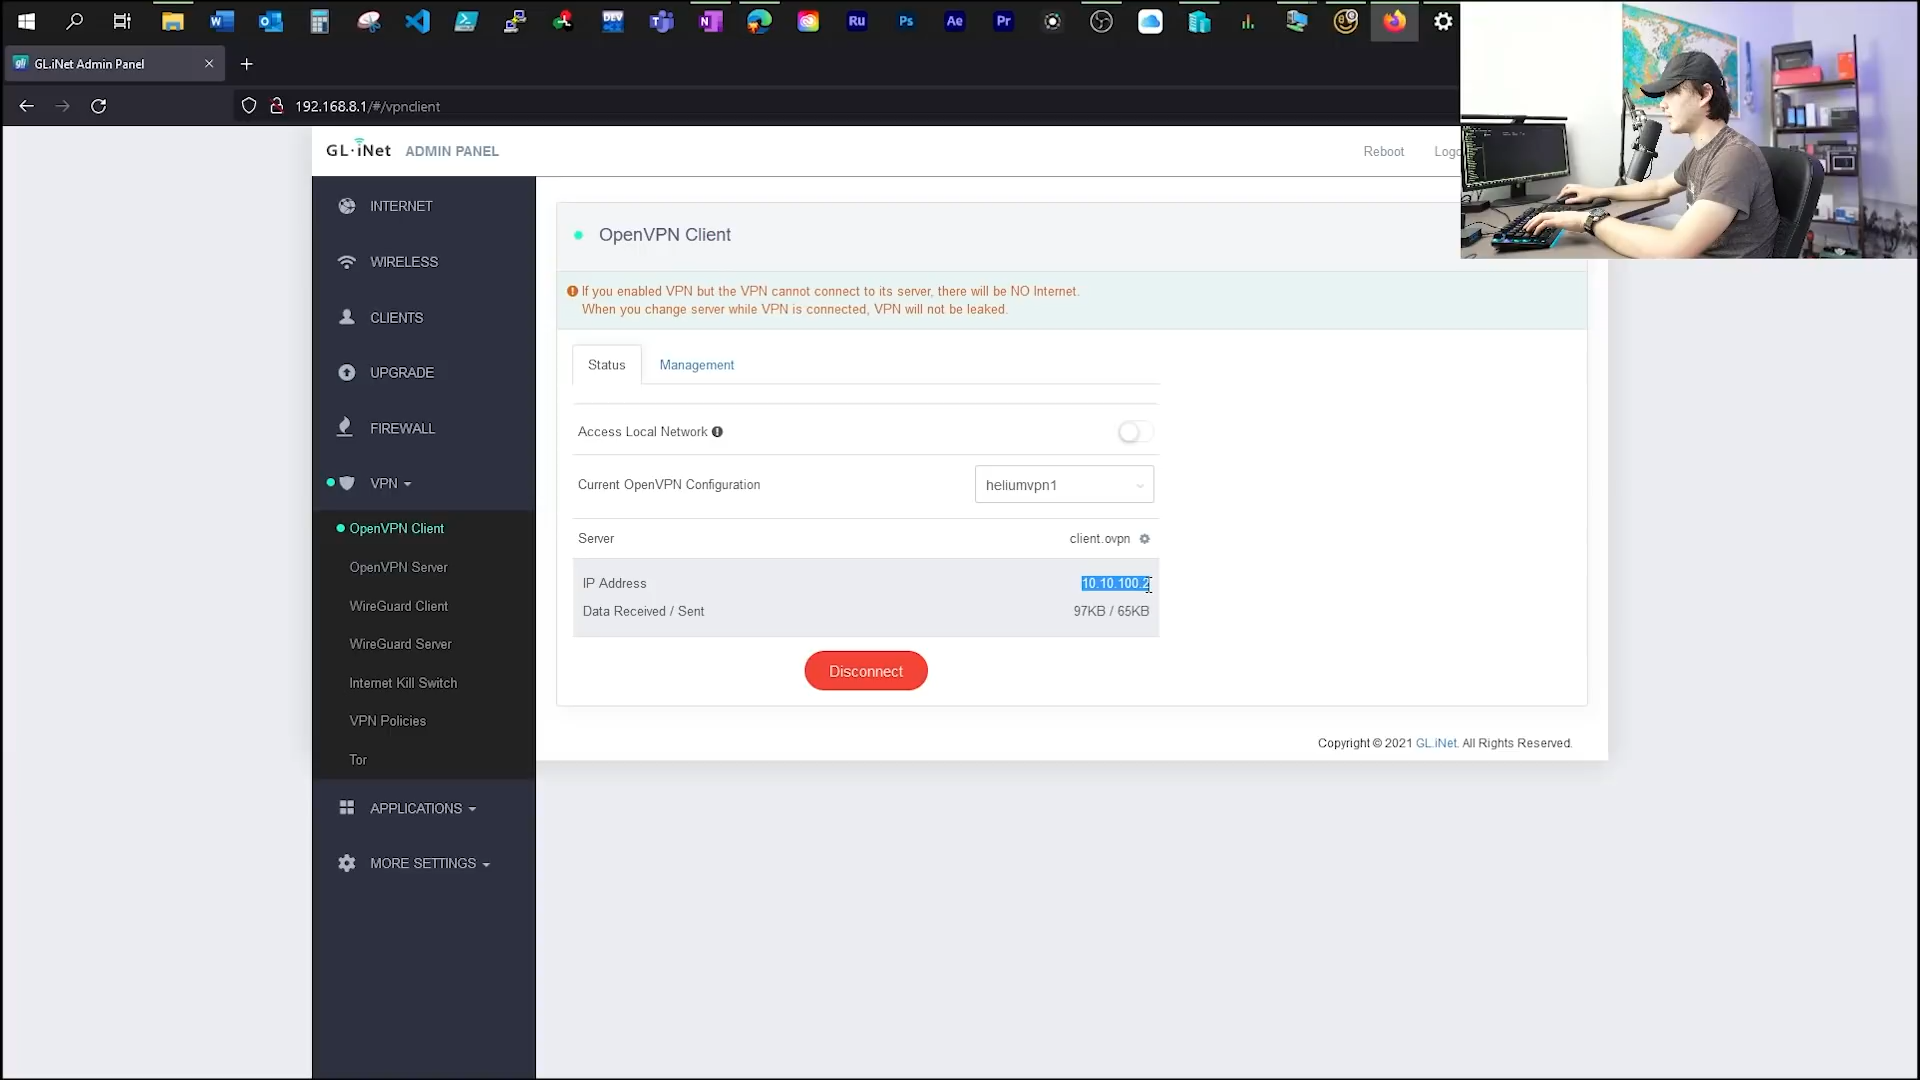 Ru
Ps
Ae
Pr
DEV
GL.iNet Admin Panel
192.168.8.1/#/vpnclient
GL·iNet ADMIN PANEL
Reboot
INTERNET
WIRELESS
CLIENTS
UPGRADE
FIREWALL
VPN
OpenVPN Client
OpenVPN Server
WireGuard Client
WireGuard Server
Internet Kill Switch
VPN Policies
Tor
APPLICATIONS
MORE SETTINGS
OpenVPN Client
If you enabled VPN but the VPN cannot connect to its server, there will be NO Internet.
When you change server while VPN is connected, VPN will not be leaked.
Status Management
Access Local Network
Current OpenVPN Configuration heliumvpn1
Server client.ovpn
IP Address 10.10.100.2
Data Received / Sent 97KB / 65KB
Disconnect
Copyright © 2021 GL.iNet. All Rights Reserved.